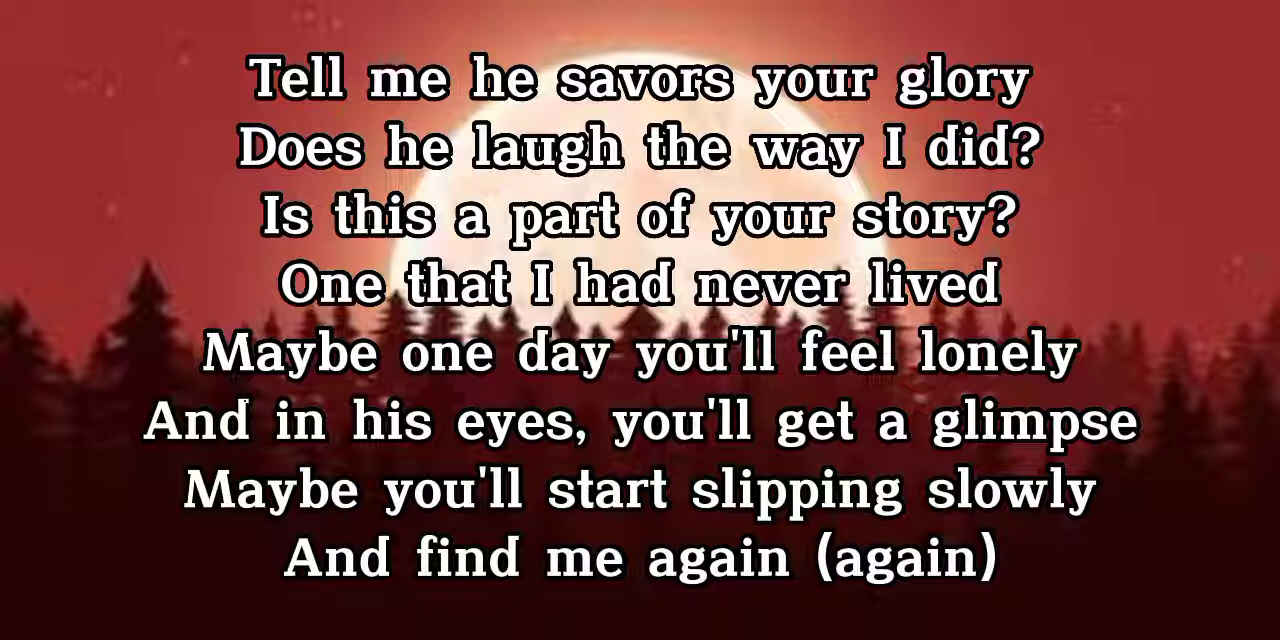 Tell me he savors your glory
Does he laugh the way I did?
Is this a part of your story?
One that I had never lived
Maybe one day you'll feel lonely
And in his eyes, you'll get a glimpse
Maybe you'll start slipping slowly
And find me again (again)